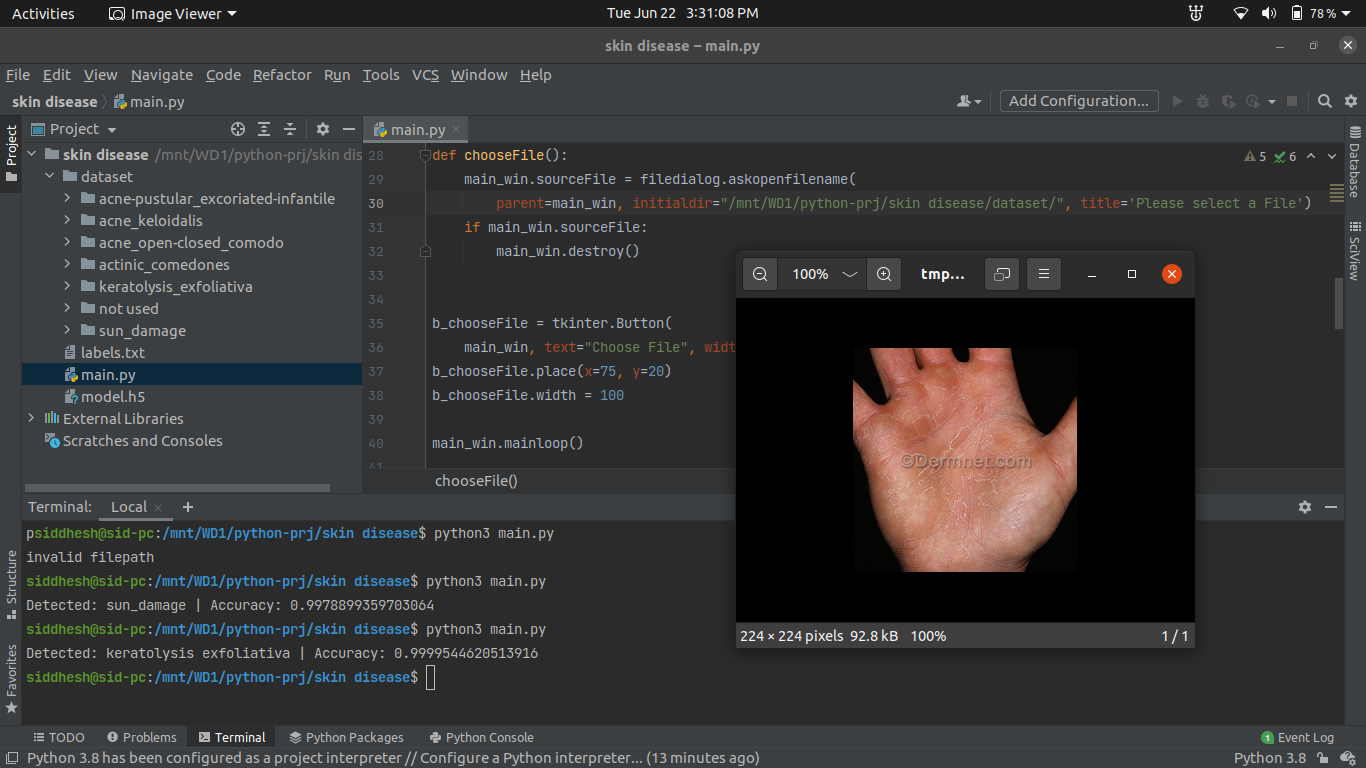 Activities Image Viewer Tue Jun 22 3:31:08 PM 78 %
skin disease – main.py
File Edit View Navigate Code Refactor Run Tools VCS Window Help
skin disease main.py Add Configuration...
Project
Project
main.py
skin disease /mnt/WD1/python-prj/skin dis
dataset
acne-pustular_excoriated-infantile
acne_keloidalis
acne_open-closed_comodo
actinic_comedones
keratolysis_exfoliativa
not used
sun_damage
labels.txt
main.py
model.h5
External Libraries
Scratches and Consoles
5 6
28 def chooseFile():
29 main_win.sourceFile = filedialog.askopenfilename(
30 parent=main_win, initialdir="/mnt/WD1/python-prj/skin disease/dataset/", title='Please select a File')
31 if main_win.sourceFile:
32 main_win.destroy()
33
34
35 b_chooseFile = tkinter.Button(
36 main_win, text="Choose File", widt
37 b_chooseFile.place(x=75, y=20)
38 b_chooseFile.width = 100
39
40 main_win.mainloop()
41
chooseFile()
Database
SciView
100% tmp...
©Dermnet.com
224 × 224 pixels 92.8 kB 100% 1 / 1
Terminal: Local
psiddhesh@sid-pc:/mnt/WD1/python-prj/skin disease$ python3 main.py
invalid filepath
siddhesh@sid-pc:/mnt/WD1/python-prj/skin disease$ python3 main.py
Detected: sun_damage | Accuracy: 0.9978899359703064
siddhesh@sid-pc:/mnt/WD1/python-prj/skin disease$ python3 main.py
Detected: keratolysis exfoliativa | Accuracy: 0.9999544620513916
siddhesh@sid-pc:/mnt/WD1/python-prj/skin disease$
Structure
Favorites
TODO Problems Terminal Python Packages Python Console 1 Event Log
Python 3.8 has been configured as a project interpreter // Configure a Python interpreter... (13 minutes ago) Python 3.8